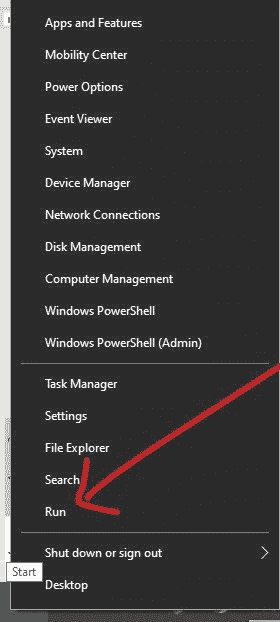 Apps and Features
Mobility Center
Power Options
Event Viewer
System
Device Manager
Network Connections
Disk Management
Computer Management
Windows PowerShell
Windows PowerShell (Admin)
Task Manager
Settings
File Explorer
Search
Run
Shut down or sign out
Start
Desktop